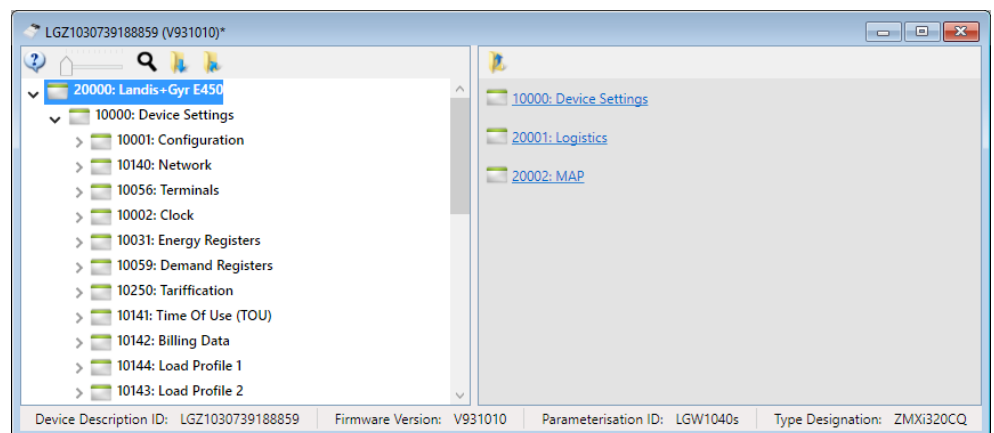 LGZ1030739188859 (V931010)*
20000: Landis+Gyr E450
10000: Device Settings
10001: Configuration
10140: Network
10056: Terminals
10002: Clock
10031: Energy Registers
10059: Demand Registers
10250: Tariffication
10141: Time Of Use (TOU)
10142: Billing Data
10144: Load Profile 1
10143: Load Profile 2
10000: Device Settings
20001: Logistics
20002: MAP
Device Description ID: LGZ1030739188859 Firmware Version: V931010 Parameterisation ID: LGW1040s Type Designation: ZMXi320CQ